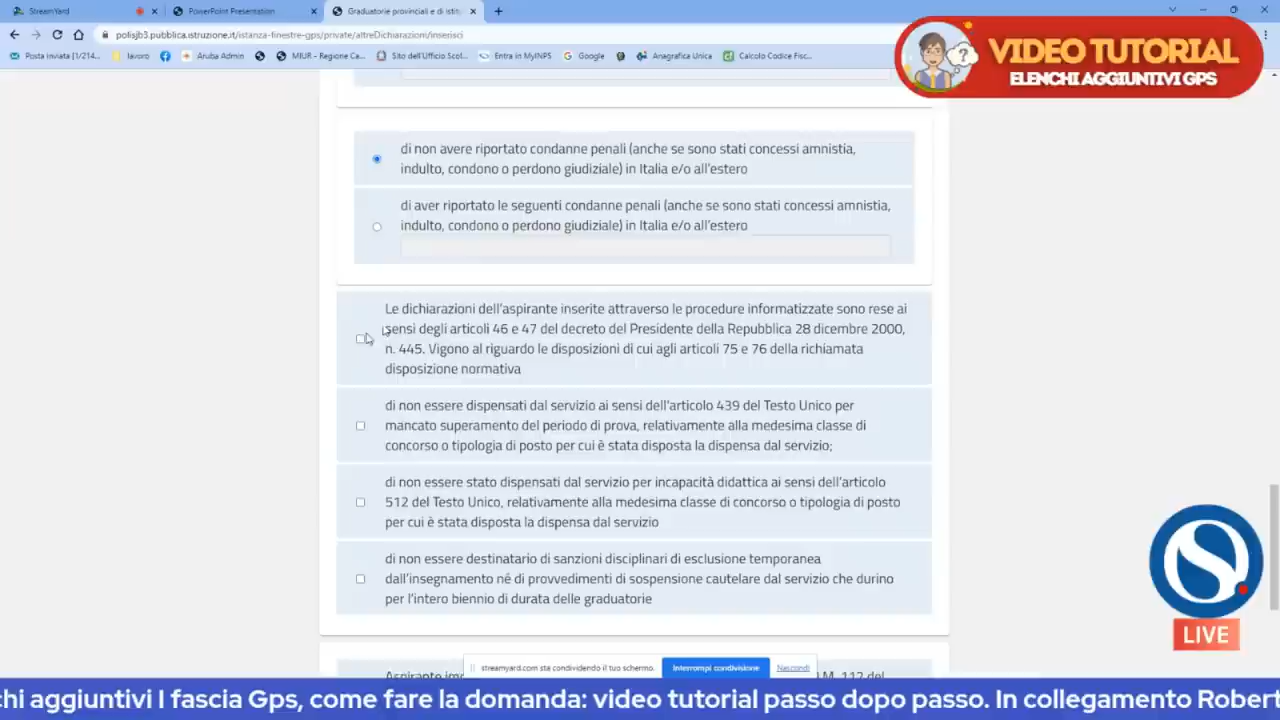 StreamYard
PowerPoint Presentation
Graduatorie provinciali e di istitu
polisjb3.pubblica.istruzione.it/istanza-finestre-gps/private/altreDichiarazioni/inserisci
Posta inviata (1/214...
lavoro
Aruba Admin
MIUR - Regione Ca...
Sito dell'Ufficio Scol...
Entra in MyINPS
Google
Anagrafica Unica
Calcolo Codice Fisc...
VIDEO TUTORIAL
ELENCHI AGGIUNTIVI GPS
di non avere riportato condanne penali (anche se sono stati concessi amnistia,
indulto, condono o perdono giudiziale) in Italia e/o all'estero
di aver riportato le seguenti condanne penali (anche se sono stati concessi amnistia,
indulto, condono o perdono giudiziale) in Italia e/o all'estero
Le dichiarazioni dell'aspirante inserite attraverso le procedure informatizzate sono rese ai
sensi degli articoli 46 e 47 del decreto del Presidente della Repubblica 28 dicembre 2000,
n. 445. Vigono al riguardo le disposizioni di cui agli articoli 75 e 76 della richiamata
disposizione normativa
di non essere dispensati dal servizio ai sensi dell'articolo 439 del Testo Unico per
mancato superamento del periodo di prova, relativamente alla medesima classe di
concorso o tipologia di posto per cui è stata disposta la dispensa dal servizio;
di non essere stato dispensati dal servizio per incapacità didattica ai sensi dell'articolo
512 del Testo Unico, relativamente alla medesima classe di concorso o tipologia di posto
per cui è stata disposta la dispensa dal servizio
di non essere destinatario di sanzioni disciplinari di esclusione temporanea
dall'insegnamento né di provvedimenti di sospensione cautelare dal servizio che durino
per l'intero biennio di durata delle graduatorie
LIVE
streamyard.com sta condividendo il tuo schermo.
Interrompi condivisione
Nascondi
chi aggiuntivi I fascia Gps, come fare la domanda: video tutorial passo dopo passo. In collegamento Robert